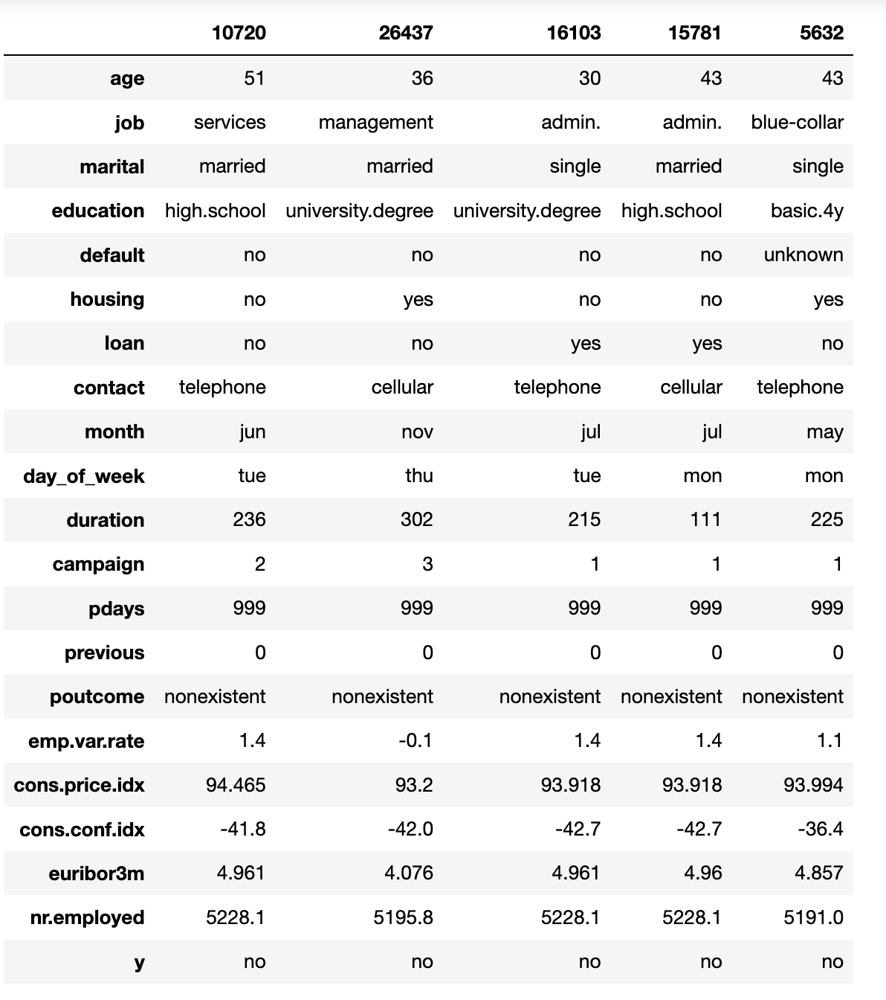 10720 26437 16103 15781 5632
age 51 36 30 43 43
job services management admin. admin. blue-collar
marital married married single married single
education high.school university.degree university.degree high.school basic.4y
default no no no no unknown
housing no yes no no yes
loan no no yes yes no
contact telephone cellular telephone cellular telephone
month jun nov jul jul may
day_of_week tue thu tue mon mon
duration 236 302 215 111 225
campaign 2 3 1 1 1
pdays 999 999 999 999 999
previous 0 0 0 0 0
poutcome nonexistent nonexistent nonexistent nonexistent nonexistent
emp.var.rate 1.4 -0.1 1.4 1.4 1.1
cons.price.idx 94.465 93.2 93.918 93.918 93.994
cons.conf.idx -41.8 -42.0 -42.7 -42.7 -36.4
euribor3m 4.961 4.076 4.961 4.96 4.857
nr.employed 5228.1 5195.8 5228.1 5228.1 5191.0
y no no no no no